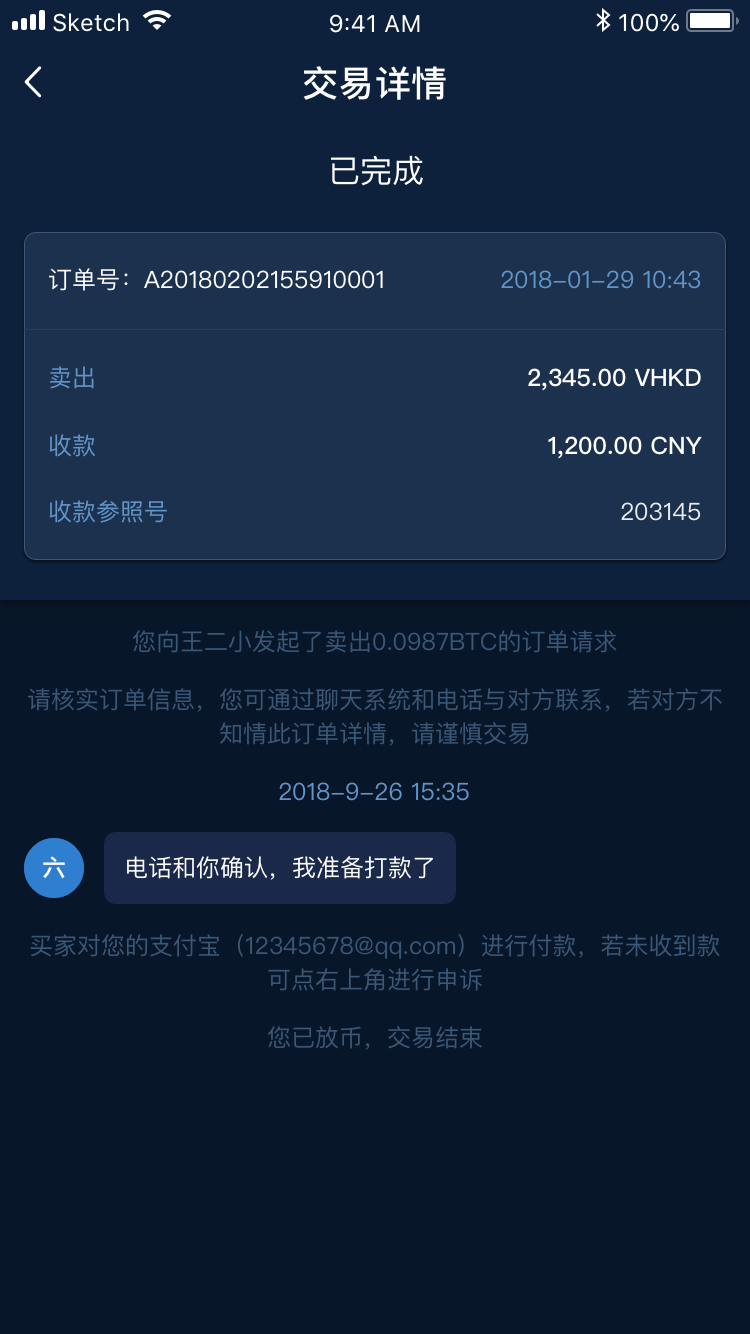 Sketch 9:41 AM 100%
交易详情
已完成
订单号：A20180202155910001 2018-01-29 10:43
卖出 2,345.00 VHKD
收款 1,200.00 CNY
收款参照号 203145
您向王二小发起了卖出0.0987BTC的订单请求
请核实订单信息，您可通过聊天系统和电话与对方联系，若对方不
知情此订单详情，请谨慎交易
2018-9-26 15:35
六 电话和你确认，我准备打款了
买家对您的支付宝（12345678@qq.com）进行付款，若未收到款
可点右上角进行申诉
您已放币，交易结束